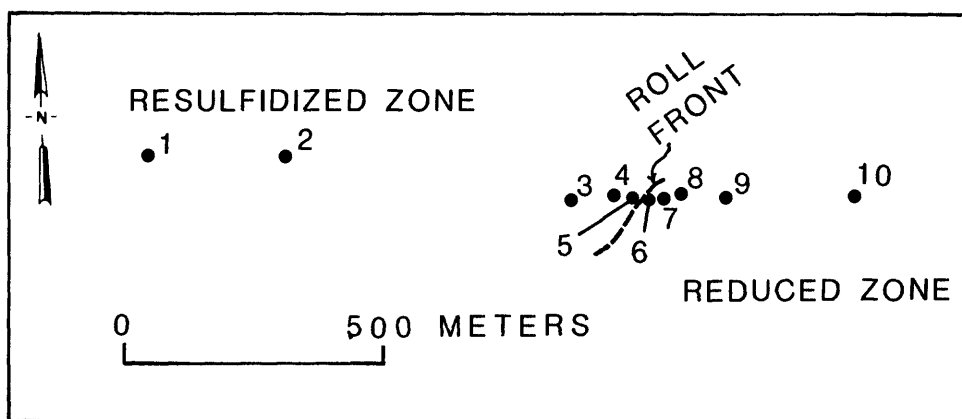 ROLL
FRONT
RESULFIDIZED ZONE
-N-
1
2
3
4
8
9
10
7
5
6
REDUCED ZONE
0
500 METERS